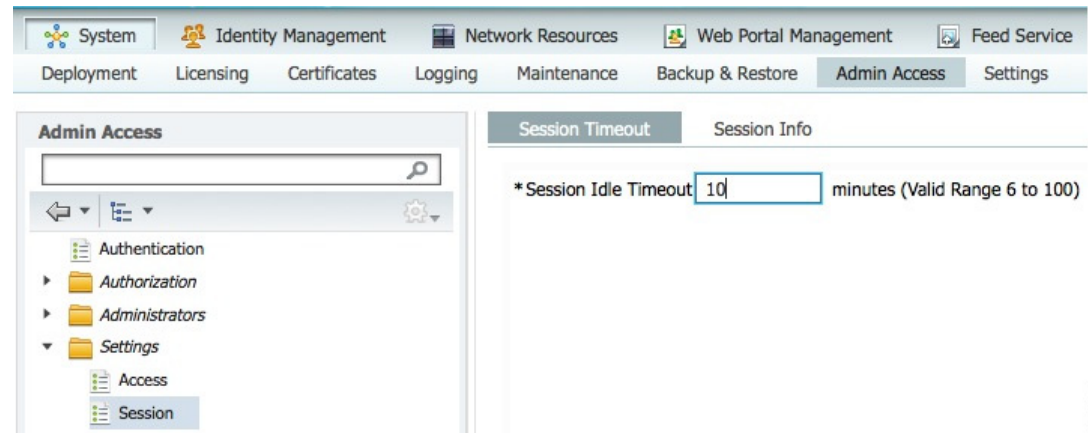 System Identity Management Network Resources Web Portal Management Feed Service
Deployment Licensing Certificates Logging Maintenance Backup & Restore Admin Access Settings
Admin Access
Authentication
Authorization
Administrators
Settings
Access
Session
Session Timeout Session Info
* Session Idle Timeout 10 minutes (Valid Range 6 to 100)